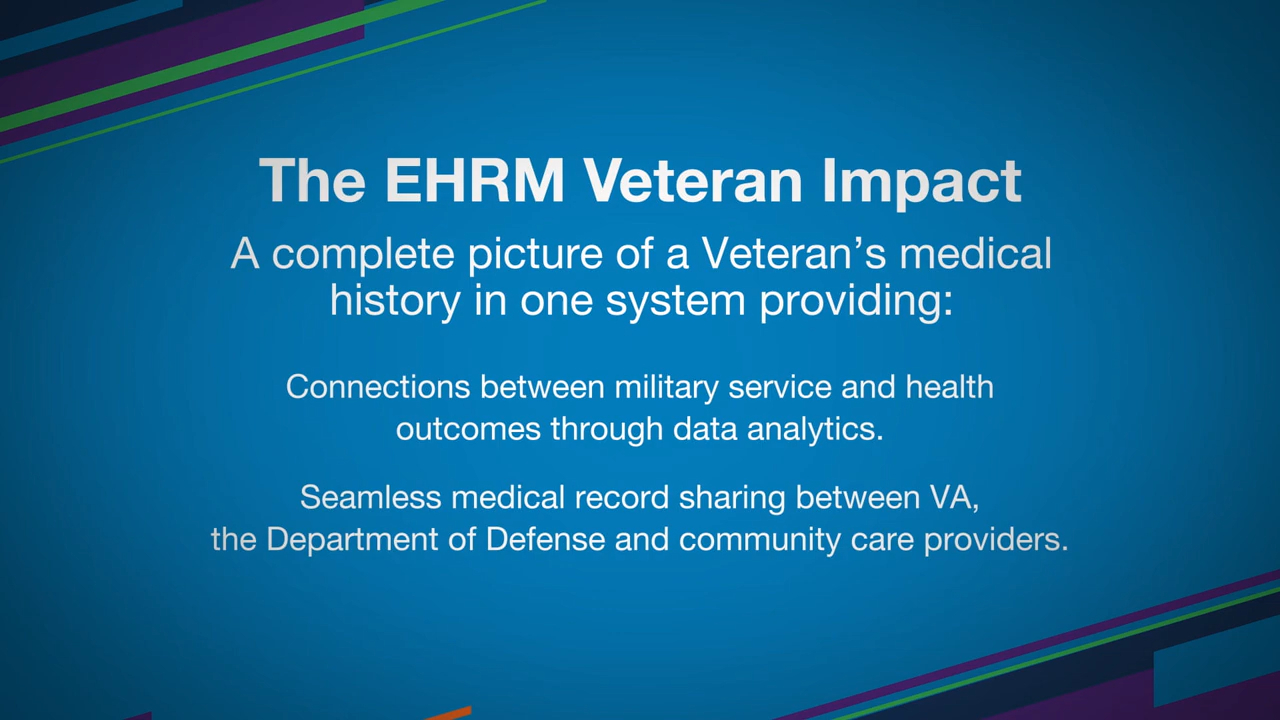 The EHRM Veteran Impact
A complete picture of a Veteran’s medical
history in one system providing:
Connections between military service and health
outcomes through data analytics.
Seamless medical record sharing between VA,
the Department of Defense and community care providers.